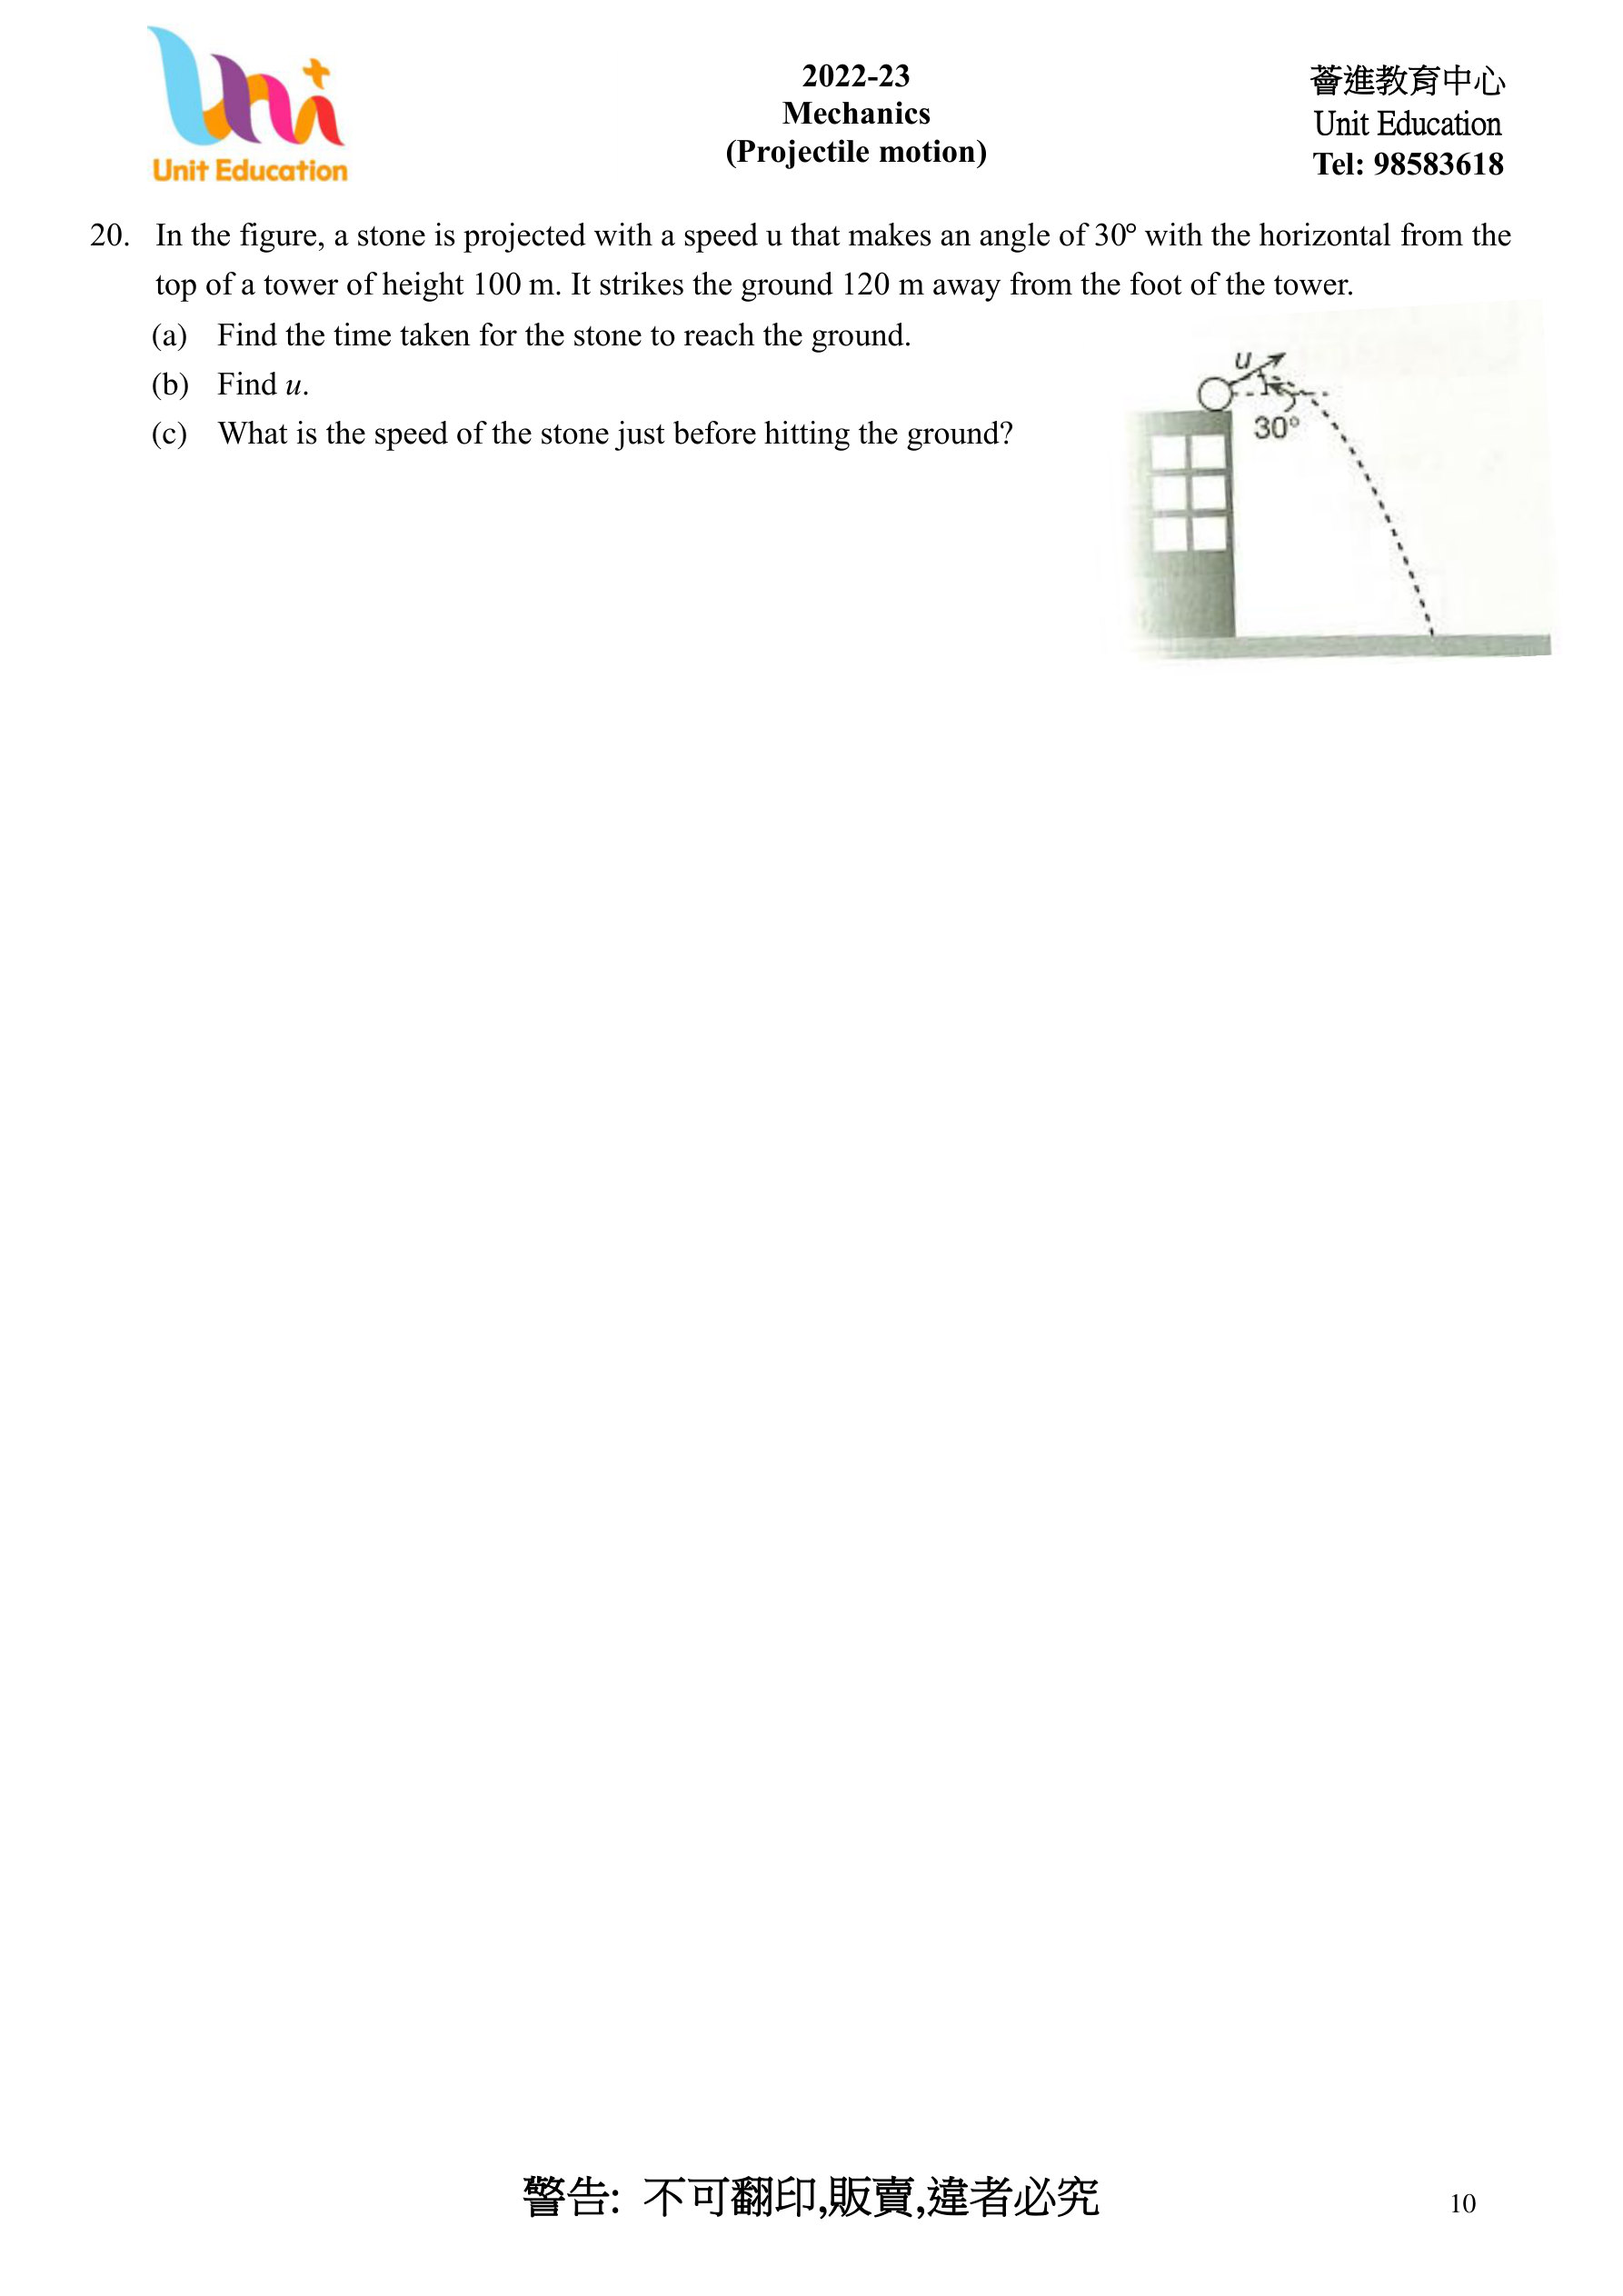 Unit Education
2022-23
Mechanics
(Projectile motion)
薈進教育中心
Unit Education
Tel: 98583618
20. In the figure, a stone is projected with a speed u that makes an angle of 30° with the horizontal from the
top of a tower of height 100 m. It strikes the ground 120 m away from the foot of the tower.
(a) Find the time taken for the stone to reach the ground.
(b) Find u.
(c) What is the speed of the stone just before hitting the ground?
u
30°
警告: 不可翻印,販賣,違者必究
10